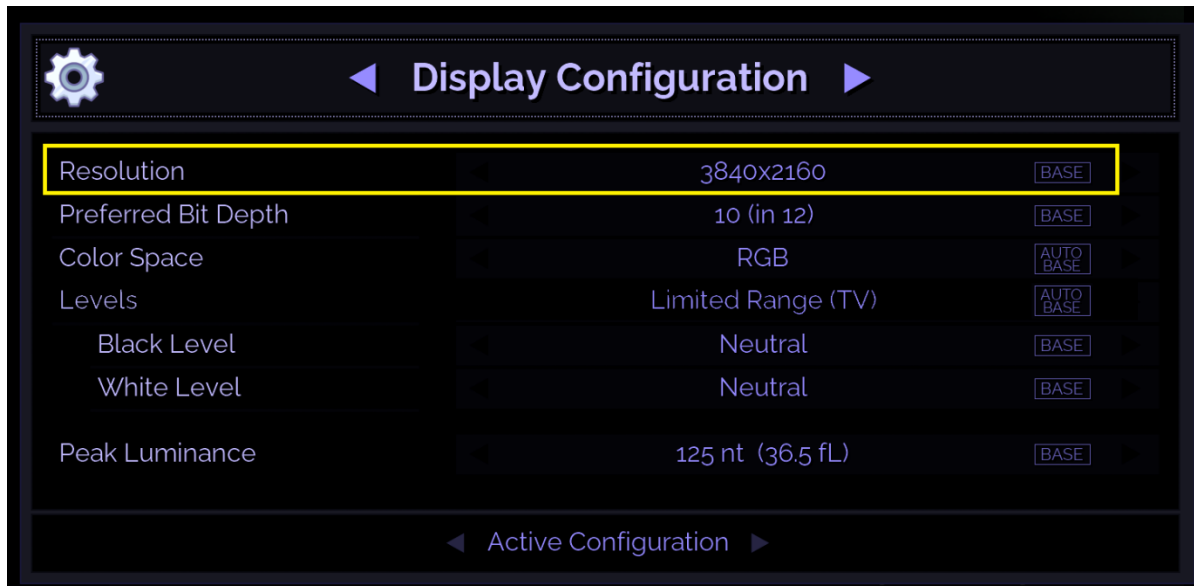 Display Configuration
Resolution 3840x2160 BASE
Preferred Bit Depth 10 (in 12) BASE
Color Space RGB AUTO BASE
Levels Limited Range (TV) AUTO BASE
Black Level Neutral BASE
White Level Neutral BASE
Peak Luminance 125 nt (36.5 fL) BASE
Active Configuration